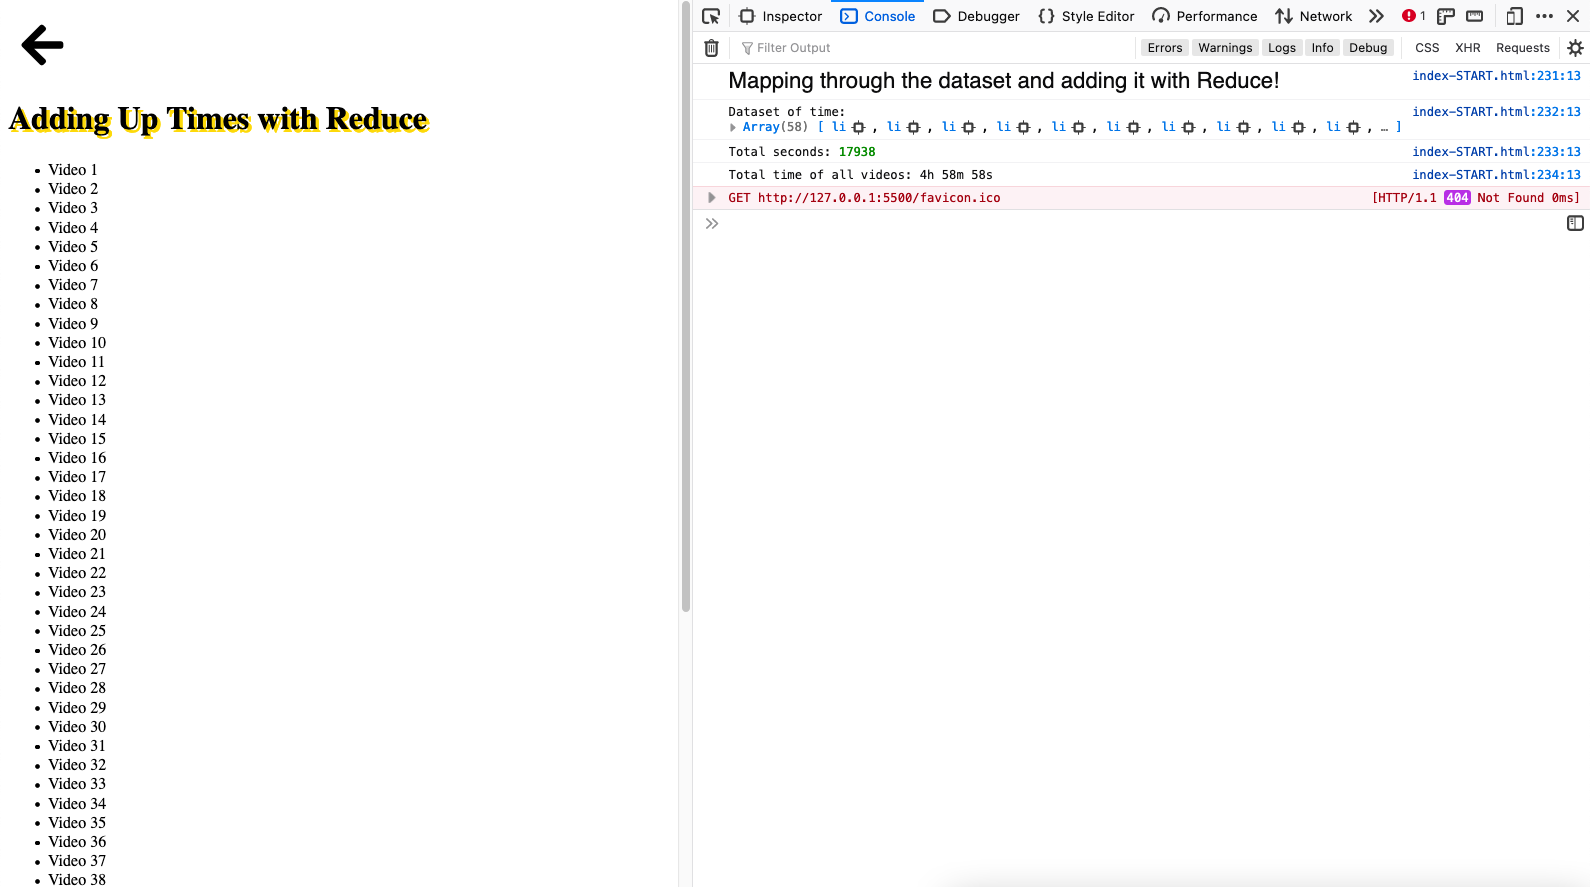 Adding Up Times with Reduce
Video 1
Video 2
Video 3
Video 4
Video 5
Video 6
Video 7
Video 8
Video 9
Video 10
Video 11
Video 12
Video 13
Video 14
Video 15
Video 16
Video 17
Video 18
Video 19
Video 20
Video 21
Video 22
Video 23
Video 24
Video 25
Video 26
Video 27
Video 28
Video 29
Video 30
Video 31
Video 32
Video 33
Video 34
Video 35
Video 36
Video 37
Video 38
Inspector Console Debugger {} Style Editor Performance Network 1
Filter Output Errors Warnings Logs Info Debug CSS XHR Requests
Mapping through the dataset and adding it with Reduce! index-START.html:231:13
Dataset of time: index-START.html:232:13
Array(58) [ li , li , li , li , li , li , li , li , li , li , … ]
Total seconds: 17938 index-START.html:233:13
Total time of all videos: 4h 58m 58s index-START.html:234:13
GET http://127.0.0.1:5500/favicon.ico [HTTP/1.1 404 Not Found 0ms]